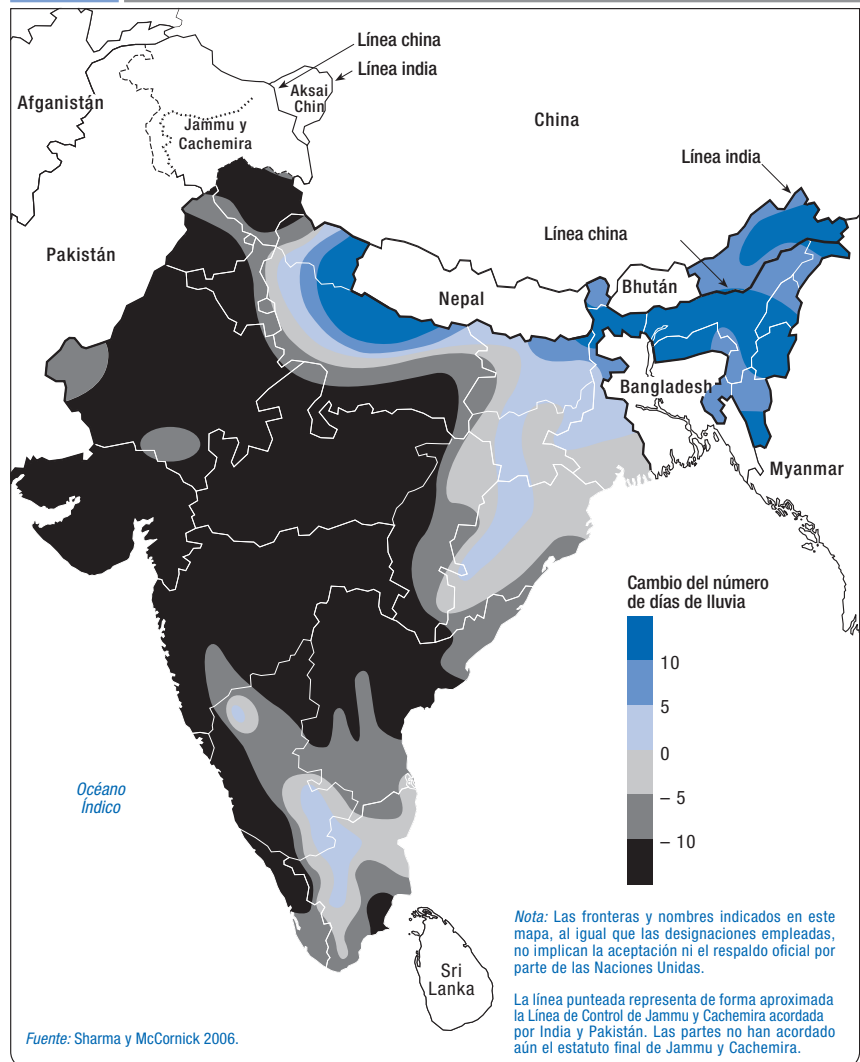 Línea china
Línea india
Afganistán
Aksai
Chin
Jammu y
Cachemira
China
Línea india
Línea china
Pakistán
Nepal
Bhután
Bangladesh
Myanmar
Cambio del número
de días de lluvia
10
5
0
– 5
– 10
Océano
Índico
Sri
Lanka
Nota: Las fronteras y nombres indicados en este
mapa, al igual que las designaciones empleadas,
no implican la aceptación ni el respaldo oficial por
parte de las Naciones Unidas.
La línea punteada representa de forma aproximada
la Línea de Control de Jammu y Cachemira acordada
por India y Pakistán. Las partes no han acordado
aún el estatuto final de Jammu y Cachemira.
Fuente: Sharma y McCornick 2006.